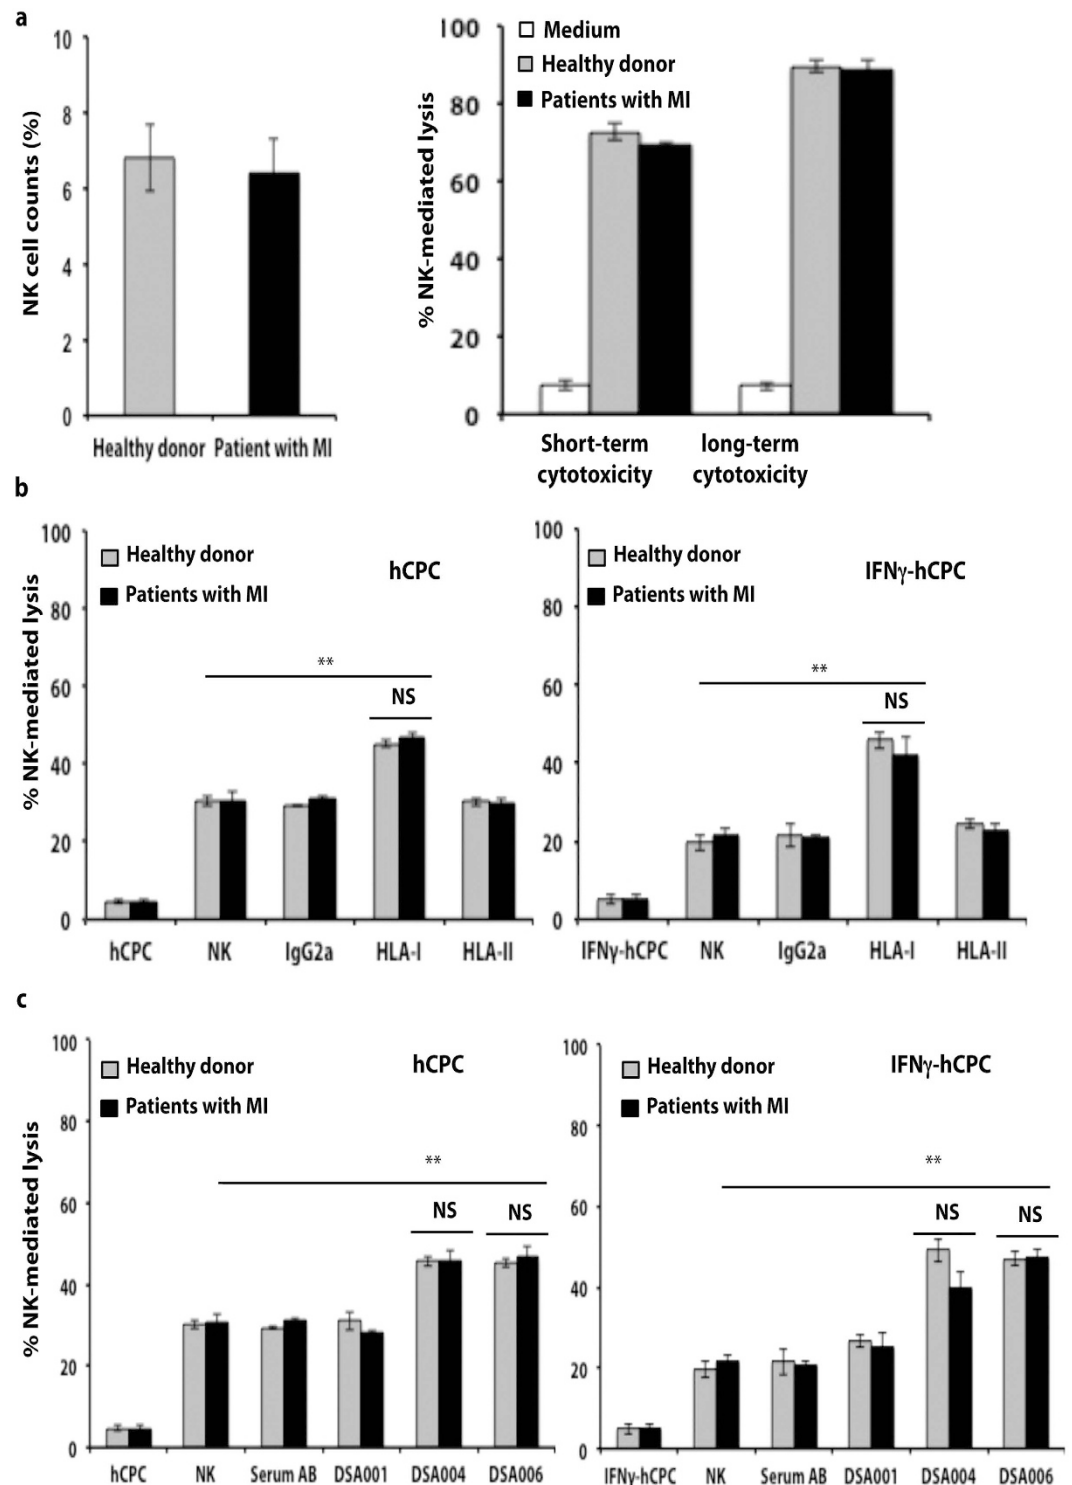 a
NK cell counts (%)
10
8
6
4
2
0
Healthy donor Patient with MI
% NK-mediated lysis
100
80
60
40
20
0
Medium
Healthy donor
Patients with MI
Short-term
cytotoxicity
long-term
cytotoxicity
b
% NK-mediated lysis
100
80
60
40
20
0
Healthy donor
Patients with MI
hCPC
**
NS
hCPC NK IgG2a HLA-I HLA-II
100
80
60
40
20
0
Healthy donor
Patients with MI
IFNγ-hCPC
**
NS
IFNγ-hCPC NK IgG2a HLA-I HLA-II
c
% NK-mediated lysis
100
80
60
40
20
0
Healthy donor
Patients with MI
hCPC
**
NS NS
hCPC NK Serum AB DSA001 DSA004 DSA006
100
80
60
40
20
0
Healthy donor
Patients with MI
IFNγ-hCPC
**
NS NS
IFNγ-hCPC NK Serum AB DSA001 DSA004 DSA006